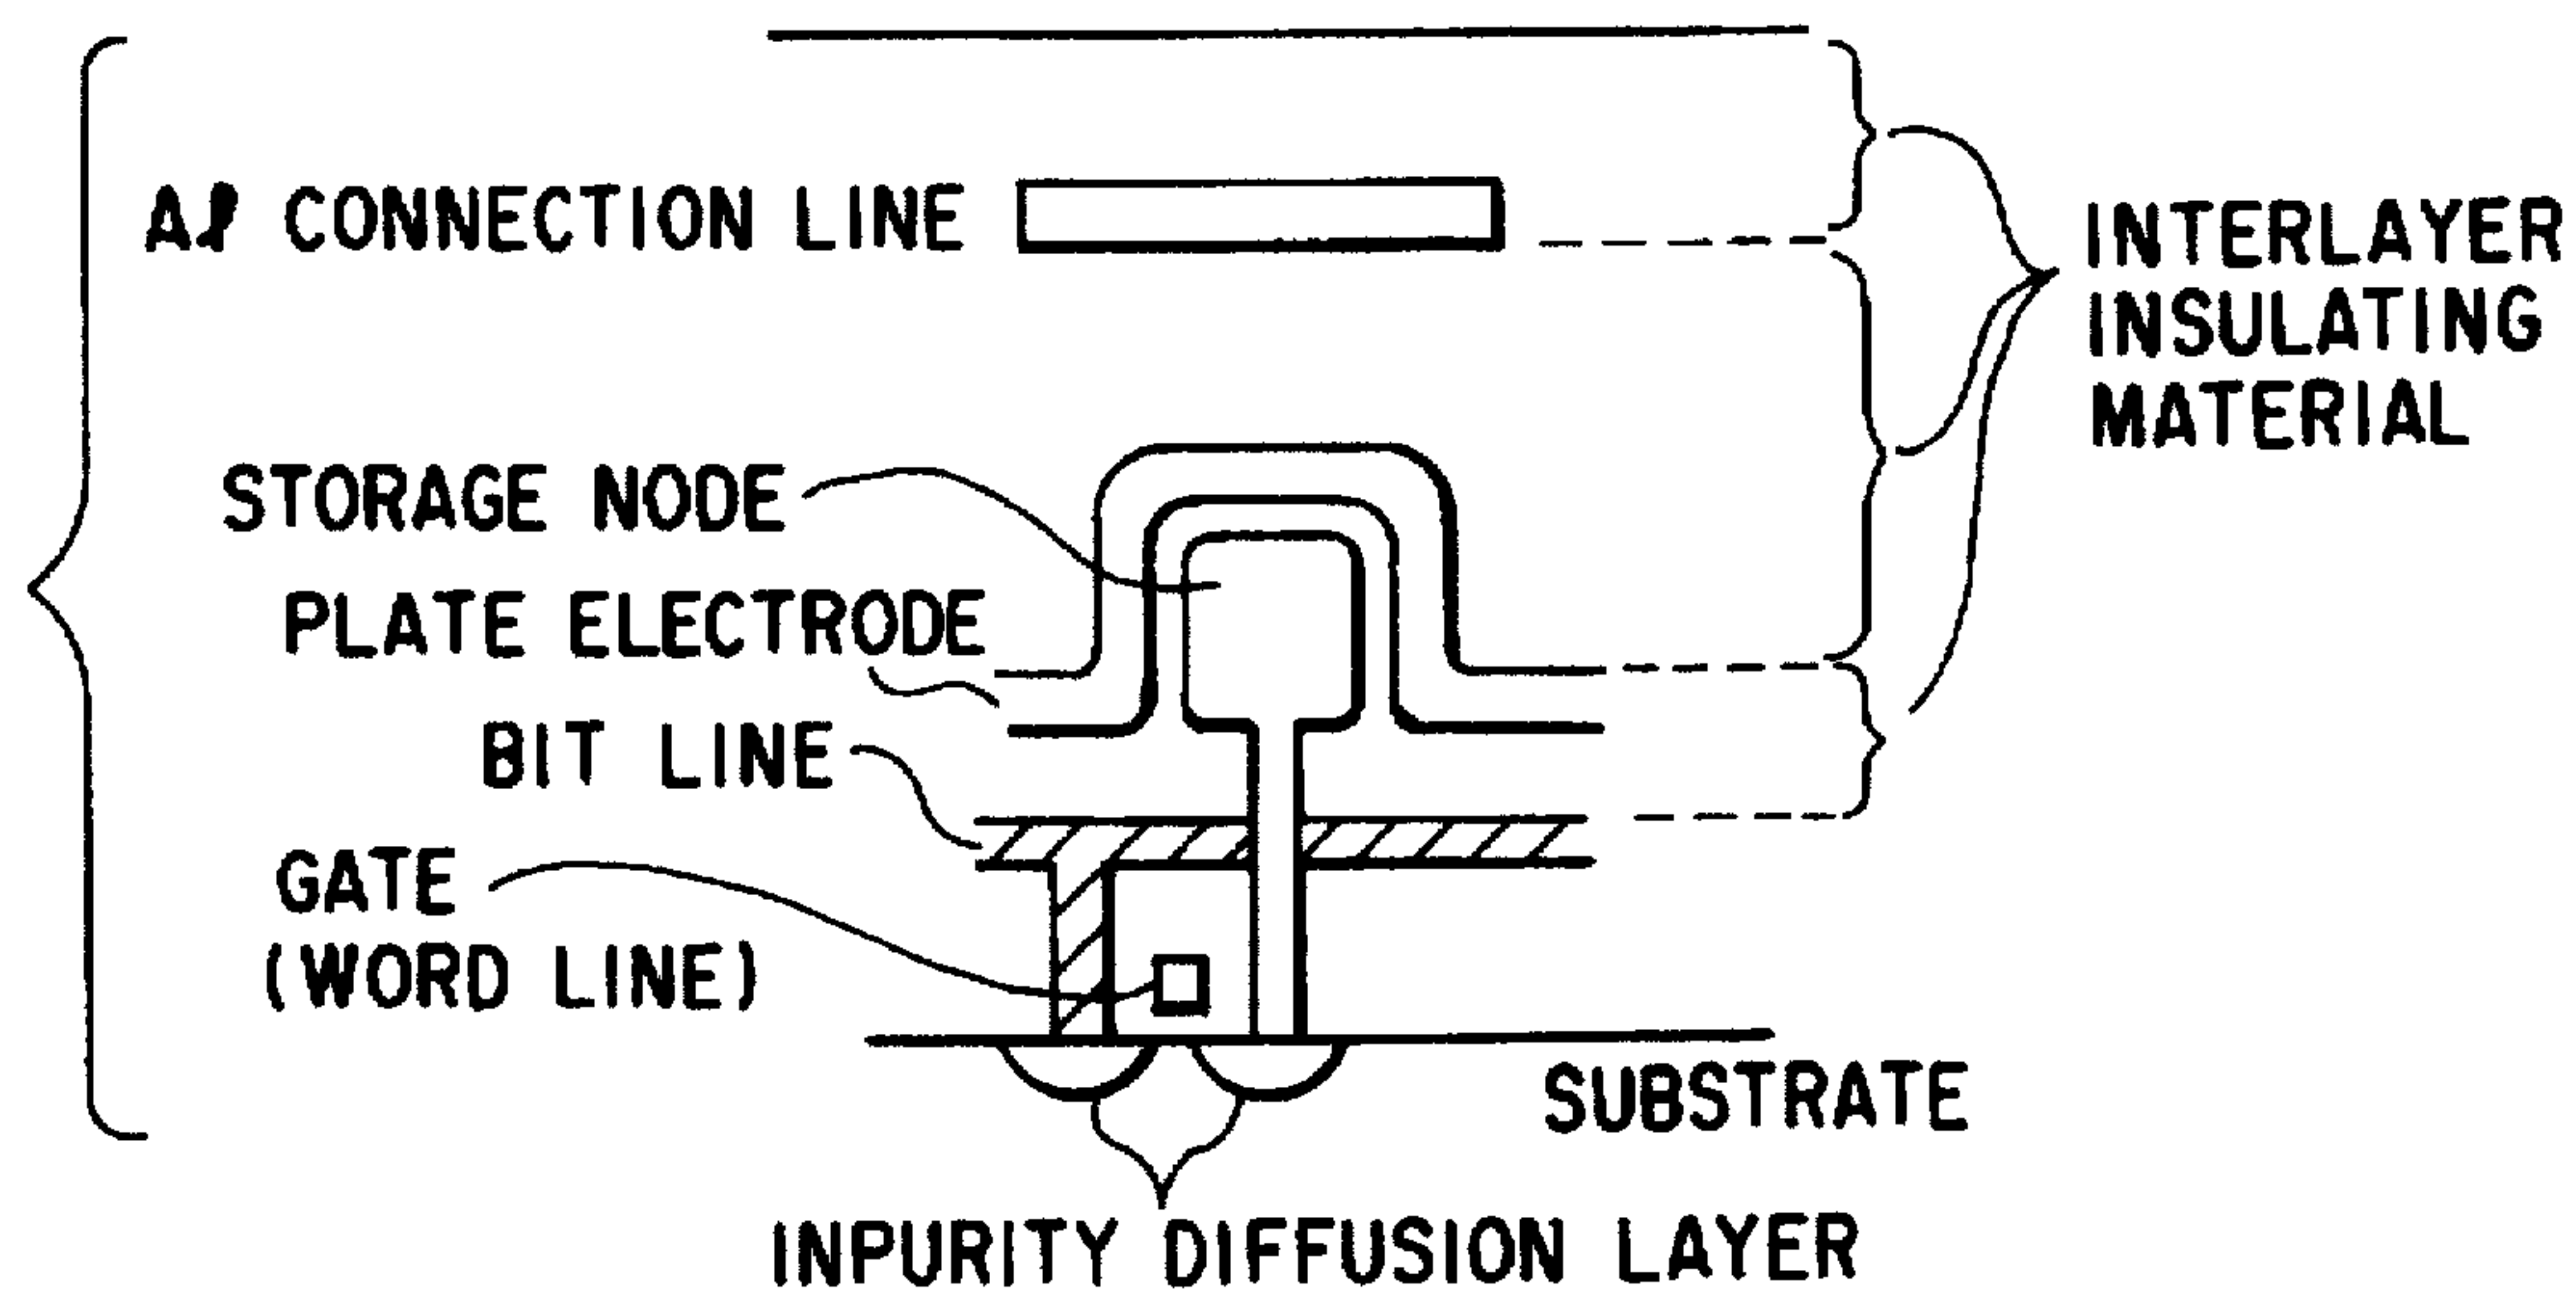 Aℓ CONNECTION LINE
INTERLAYER
INSULATING
MATERIAL
STORAGE NODE
PLATE ELECTRODE
BIT LINE
GATE
(WORD LINE)
SUBSTRATE
INPURITY DIFFUSION LAYER